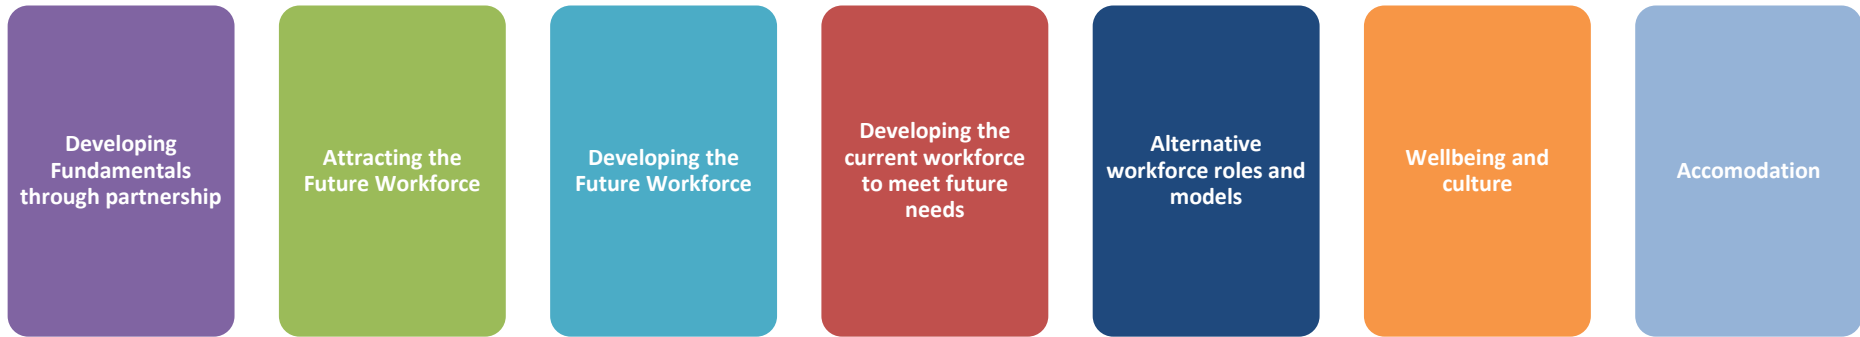 Developing
Fundamentals
through partnership
Attracting the
Future Workforce
Developing the
Future Workforce
Developing the
current workforce
to meet future
needs
Alternative
workforce roles and
models
Wellbeing and
culture
Accomodation